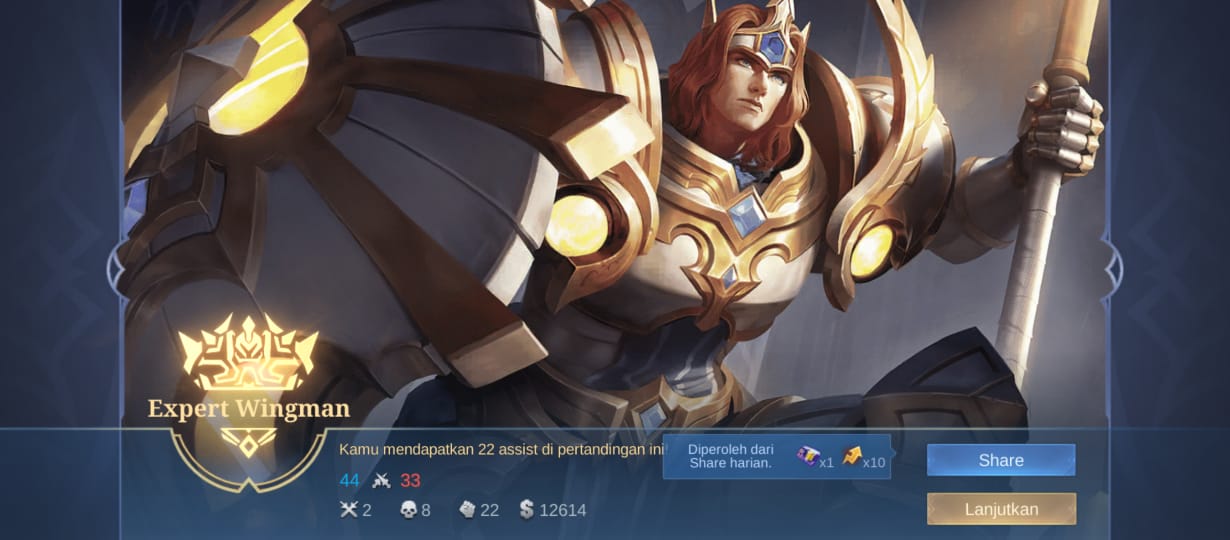 Expert Wingman
Kamu mendapatkan 22 assist di pertandingan ini!
44 33
2 8 22 12614
Diperoleh dari
Share harian.
x1 x10
Share
Lanjutkan